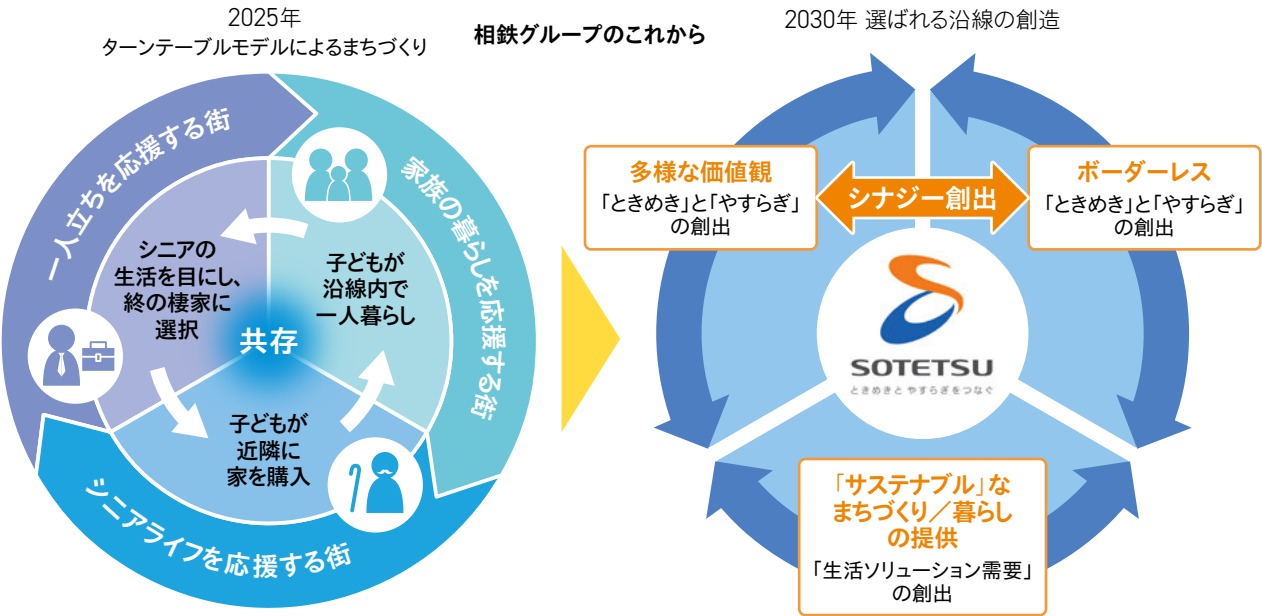 相鉄グループのこれから
2025年
ターンテーブルモデルによるまちづくり
一人立ちを応援する街
家族の暮らしを応援する街
シニアライフを応援する街
シニアの
生活を目にし、
終の棲家に
選択
子どもが
沿線内で
一人暮らし
共存
子どもが
近隣に
家を購入
2030年 選ばれる沿線の創造
多様な価値観
「ときめき」と「やすらぎ」
の創出
シナジー創出
ボーダーレス
「ときめき」と「やすらぎ」
の創出
SOTETSU
ときめきと やすらぎをつなぐ
「サステナブル」な
まちづくり／暮らし
の提供
「生活ソリューション需要」
の創出